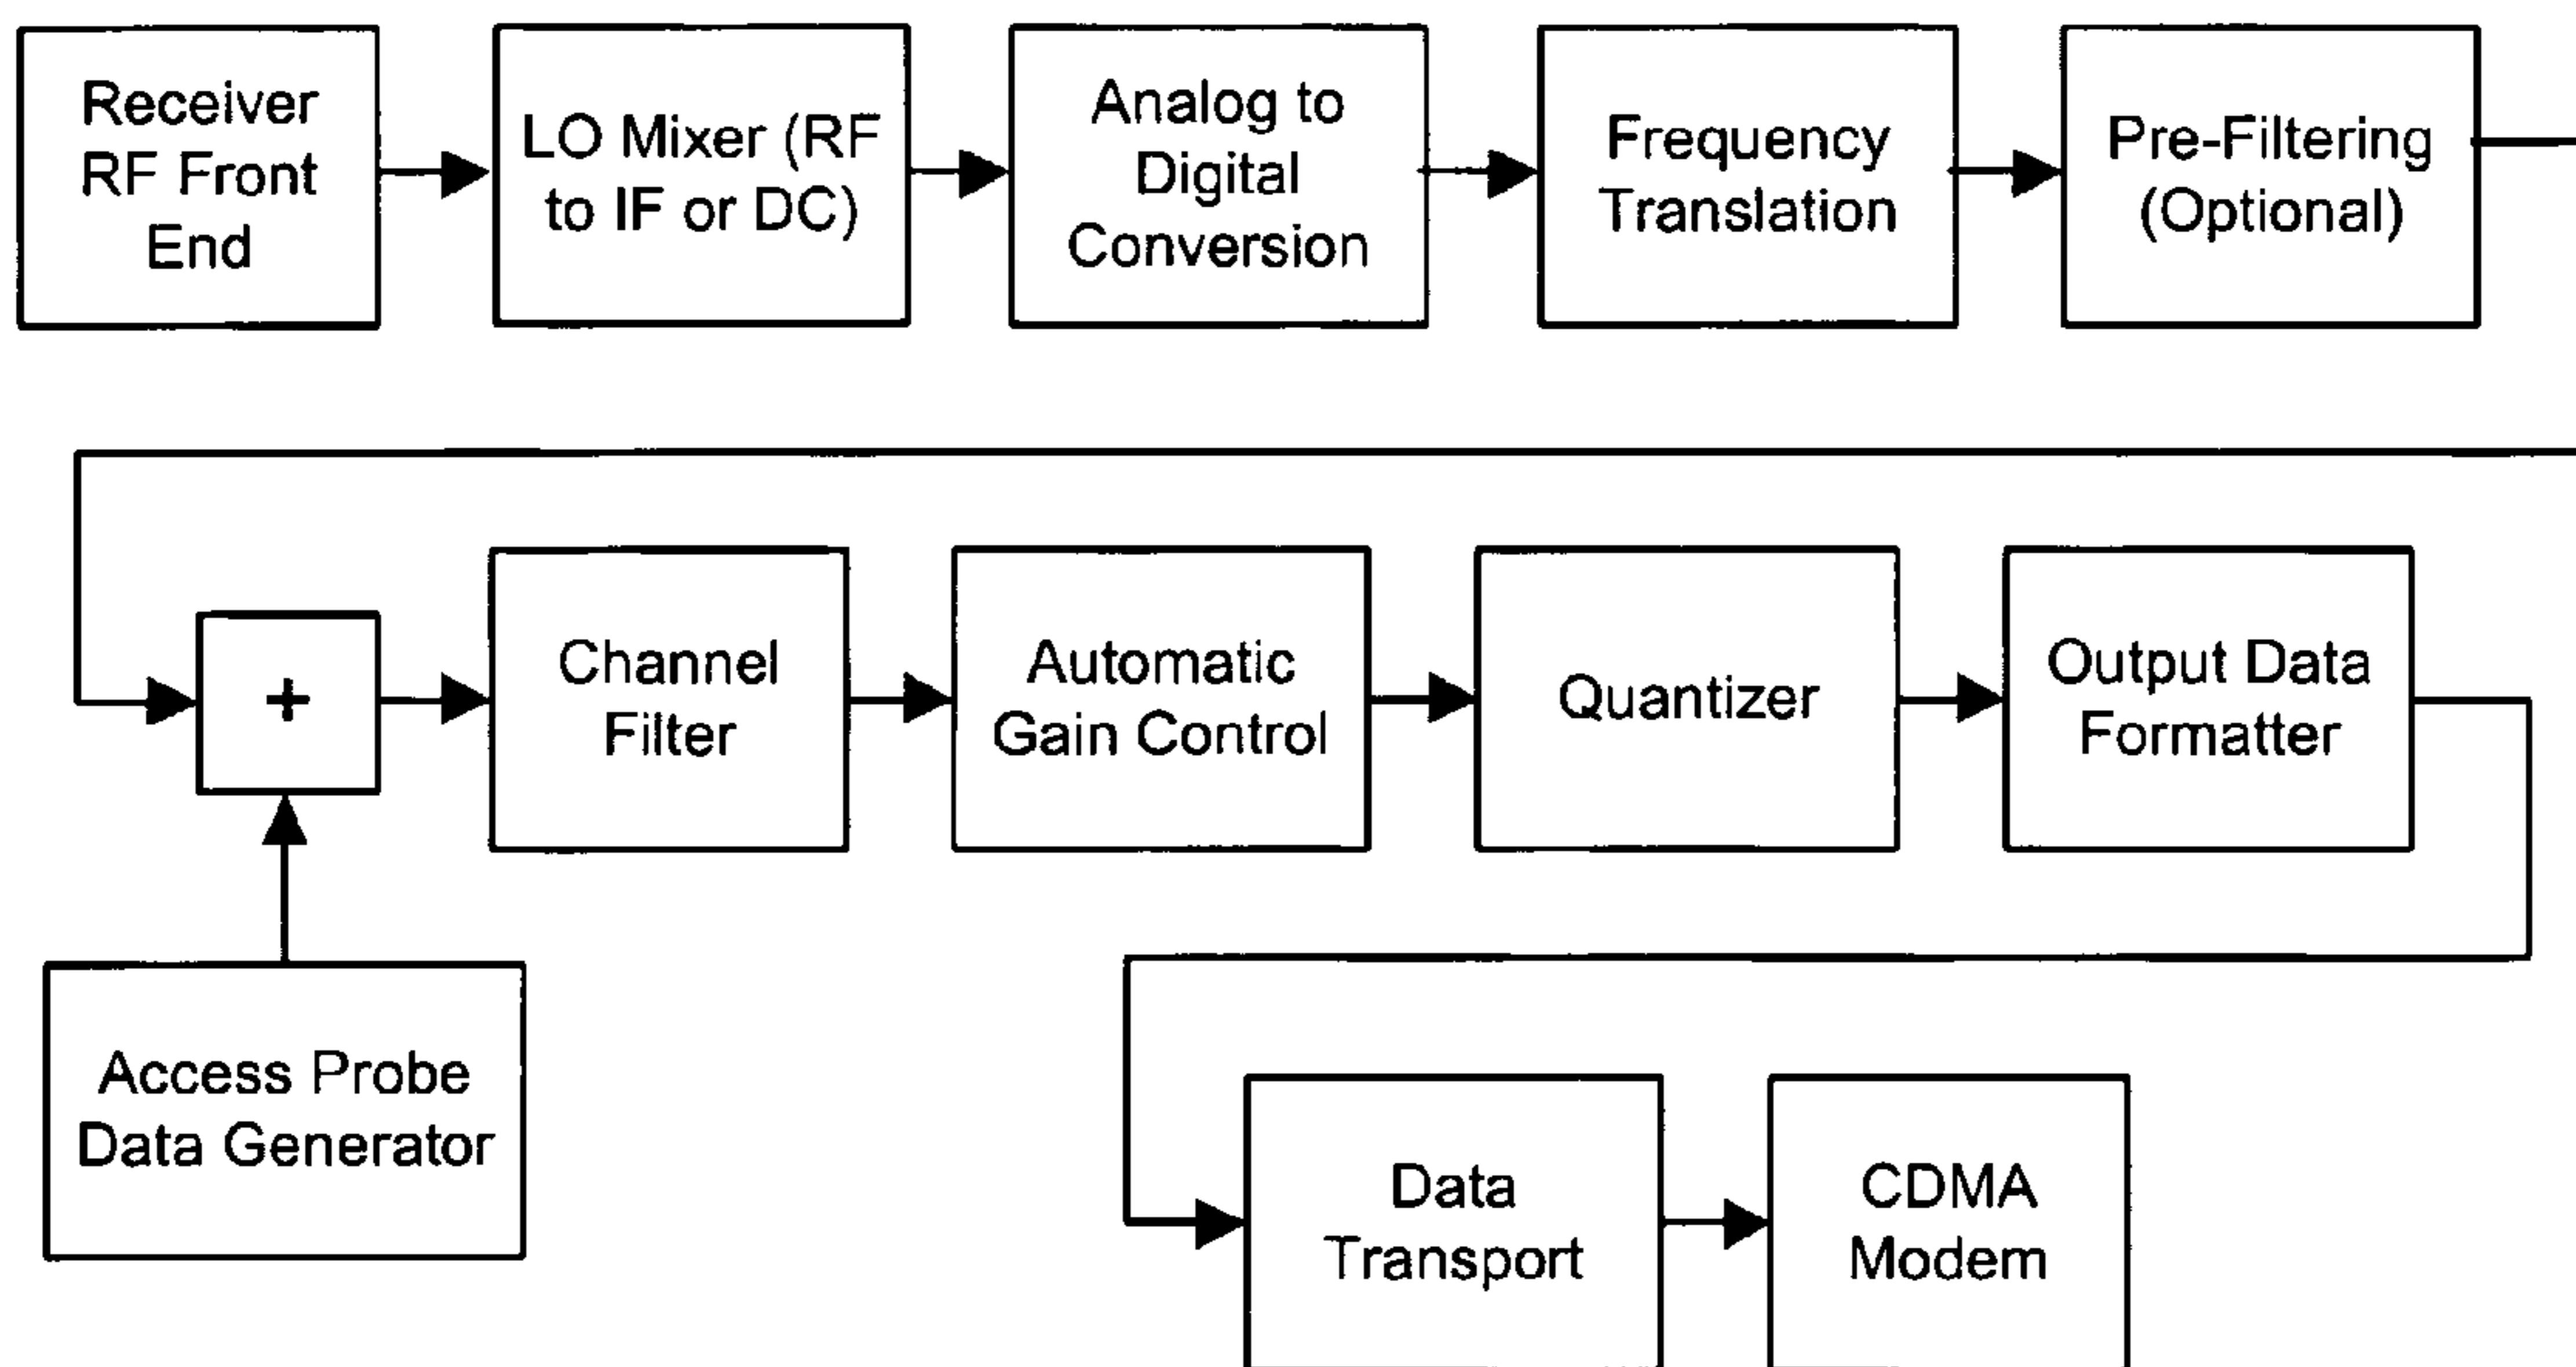 Receiver
RF Front
End
LO Mixer (RF
to IF or DC)
Analog to
Digital
Conversion
Frequency
Translation
Pre-Filtering
(Optional)
+
Channel
Filter
Automatic
Gain Control
Quantizer
Output Data
Formatter
Access Probe
Data Generator
Data
Transport
CDMA
Modem